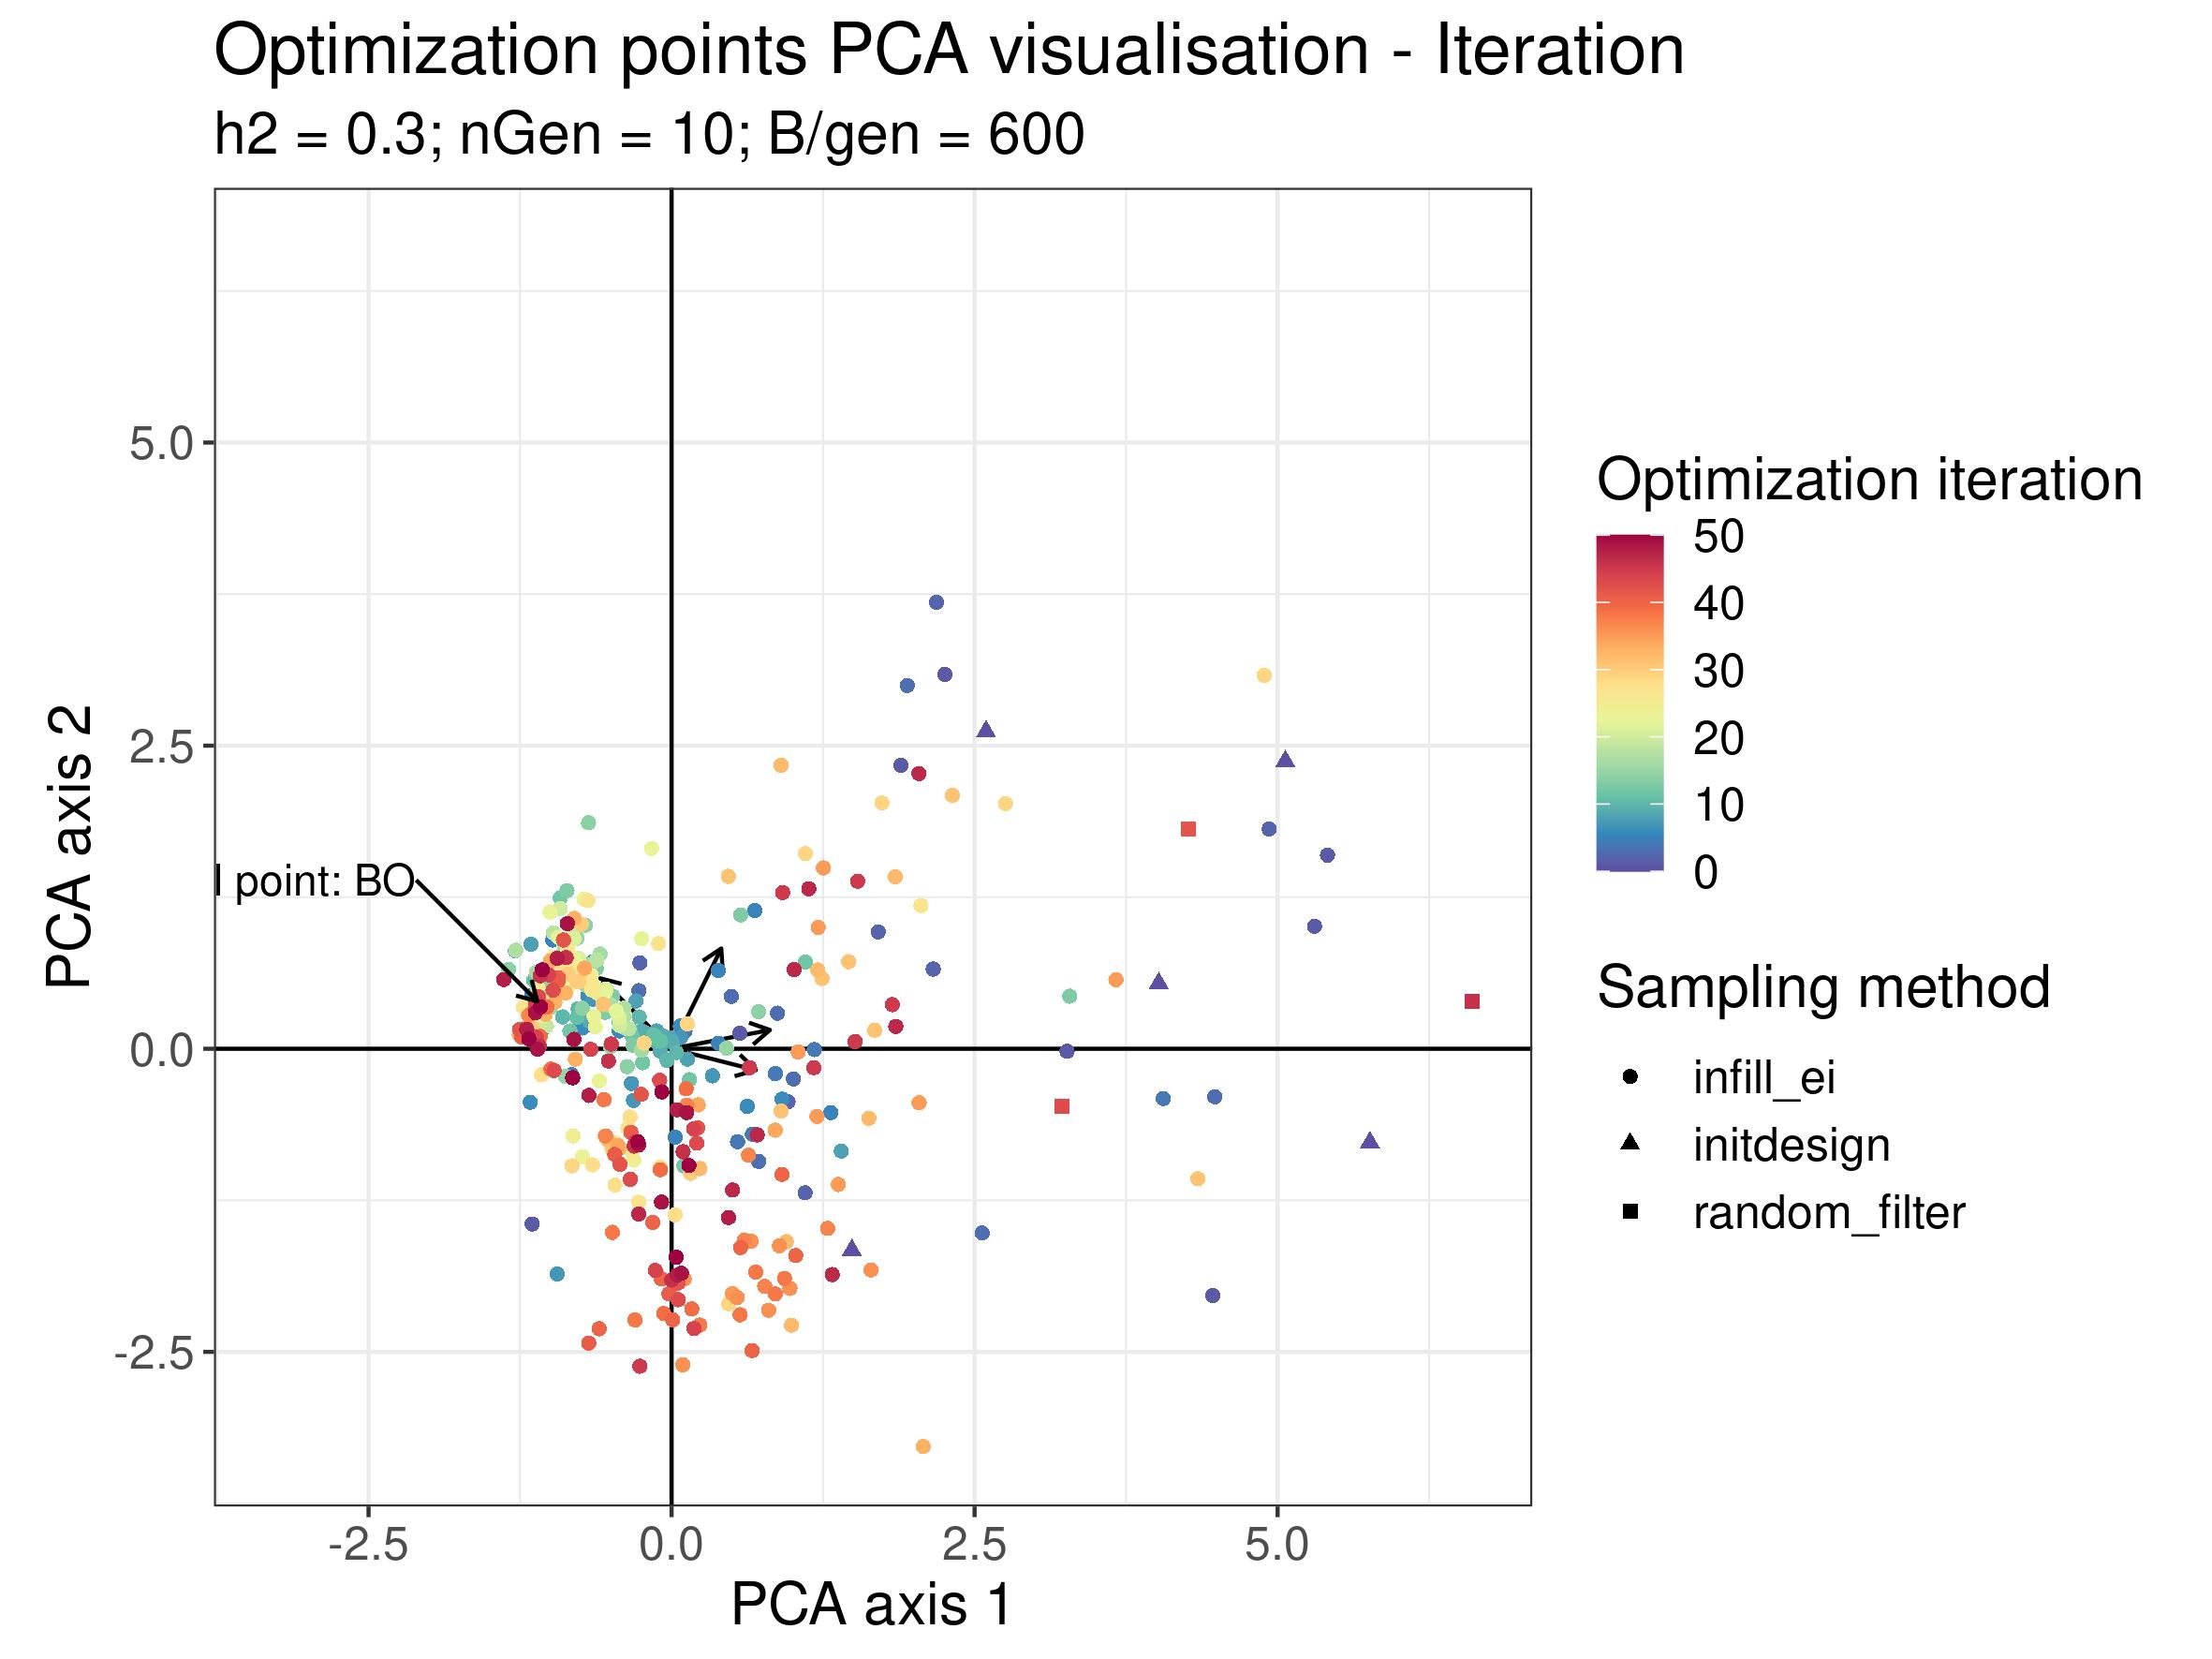 Optimization points PCA visualisation - Iteration
h2 = 0.3; nGen = 10; B/gen = 600
PCA axis 2
5.0
2.5
0.0
-2.5
l point: BO
-2.5
0.0
2.5
5.0
PCA axis 1
Optimization iteration
50
40
30
20
10
0
Sampling method
infill_ei
initdesign
random_filter